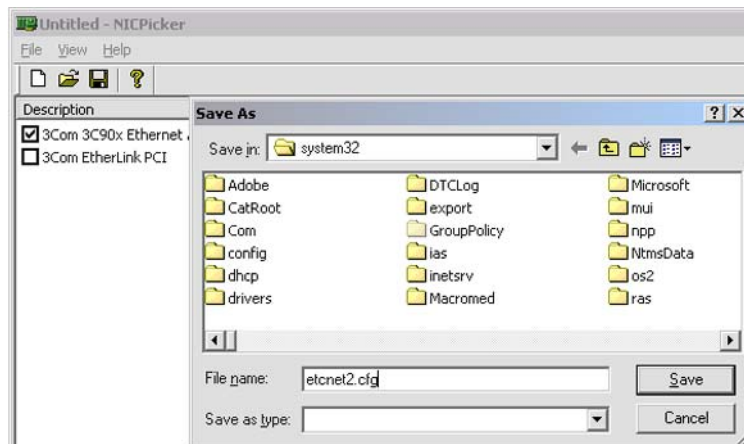 Untitled - NICPicker
File View Help
Description
3Com 3C90x Ethernet
3Com EtherLink PCI
Save As
Save in: system32
Adobe DTCLog Microsoft
CatRoot export mui
Com GroupPolicy npp
config ias NtmsData
dhcp inetsrv os2
drivers Macromed ras
File name: etcnet2.cfg Save
Save as type: Cancel